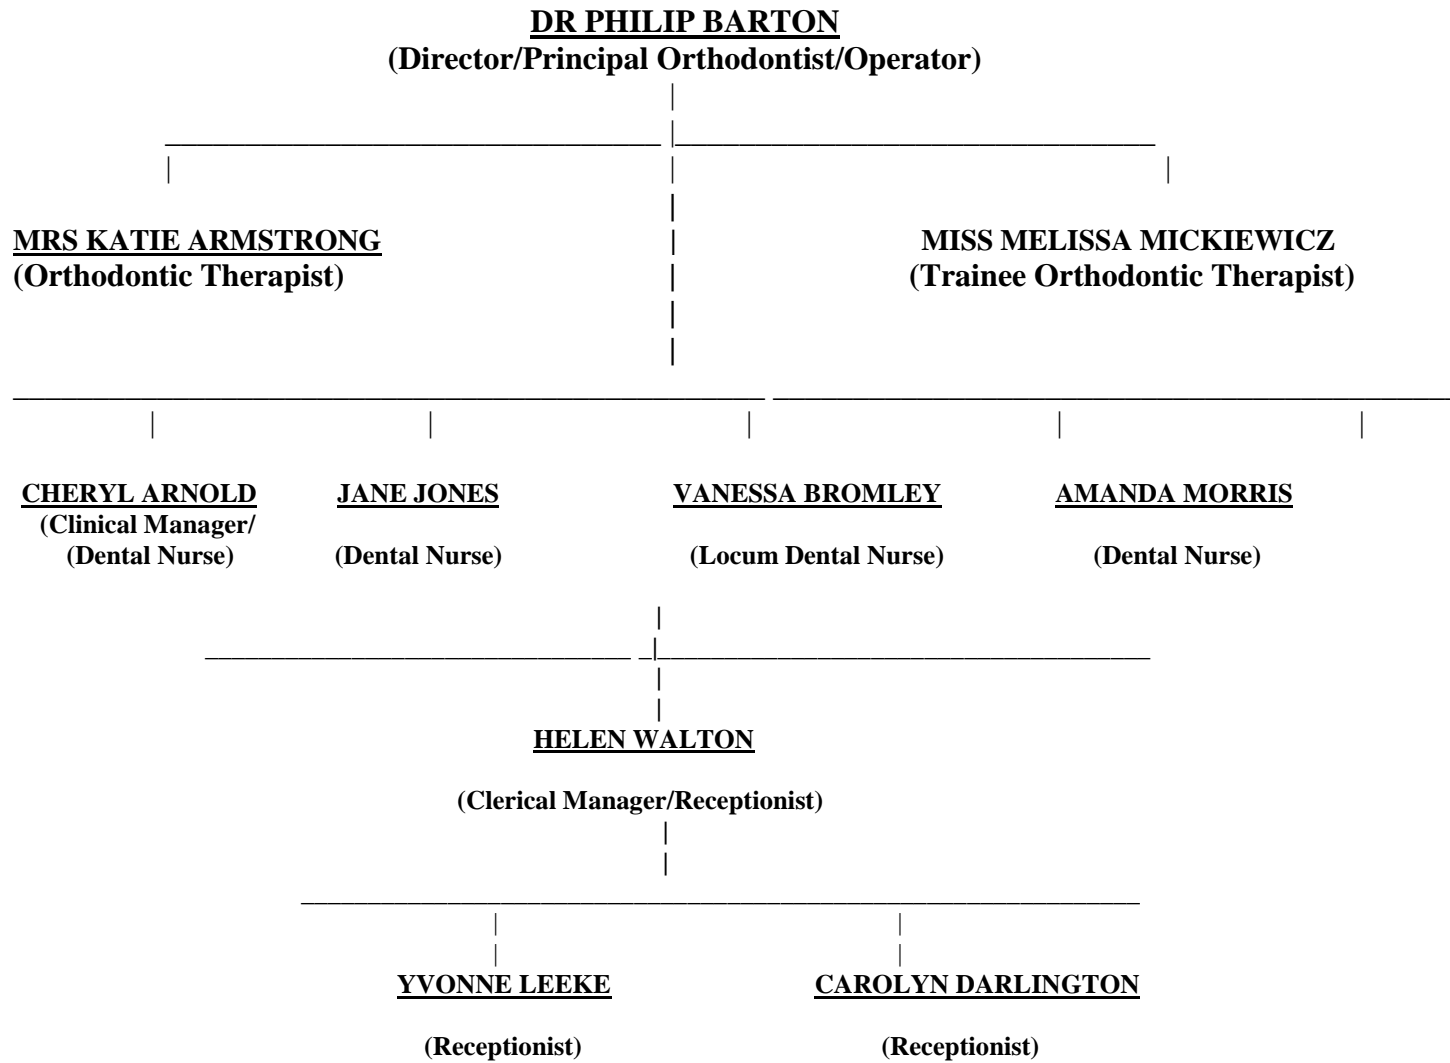 DR PHILIP BARTON
(Director/Principal Orthodontist/Operator)
MRS KATIE ARMSTRONG
(Orthodontic Therapist)
MISS MELISSA MICKIEWICZ
(Trainee Orthodontic Therapist)
CHERYL ARNOLD
(Clinical Manager/
(Dental Nurse)
JANE JONES
(Dental Nurse)
VANESSA BROMLEY
(Locum Dental Nurse)
AMANDA MORRIS
(Dental Nurse)
HELEN WALTON
(Clerical Manager/Receptionist)
YVONNE LEEKE
(Receptionist)
CAROLYN DARLINGTON
(Receptionist)